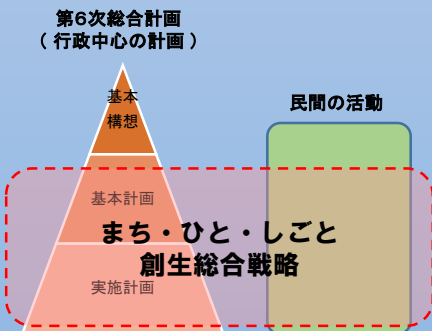 第6次総合計画
( 行政中心の計画 )
基本
構想
民間の活動
基本計画
まち・ひと・しごと
創生総合戦略
実施計画